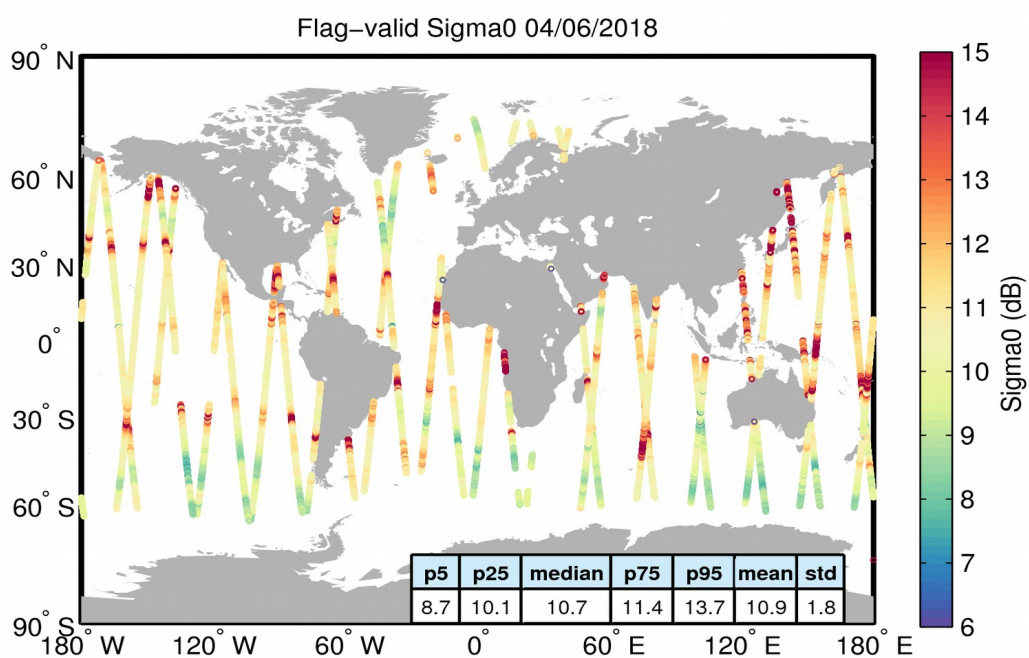 Flag−valid Sigma0 04/06/2018
90° N
60° N
30° N
0°
30° S
60° S
90° S
180° W
120° W
60° W
0°
60° E
120° E
180° E
p5 p25 median p75 p95 mean std
8.7 10.1 10.7 11.4 13.7 10.9 1.8
15
14
13
12
11
10
9
8
7
6
Sigma0 (dB)